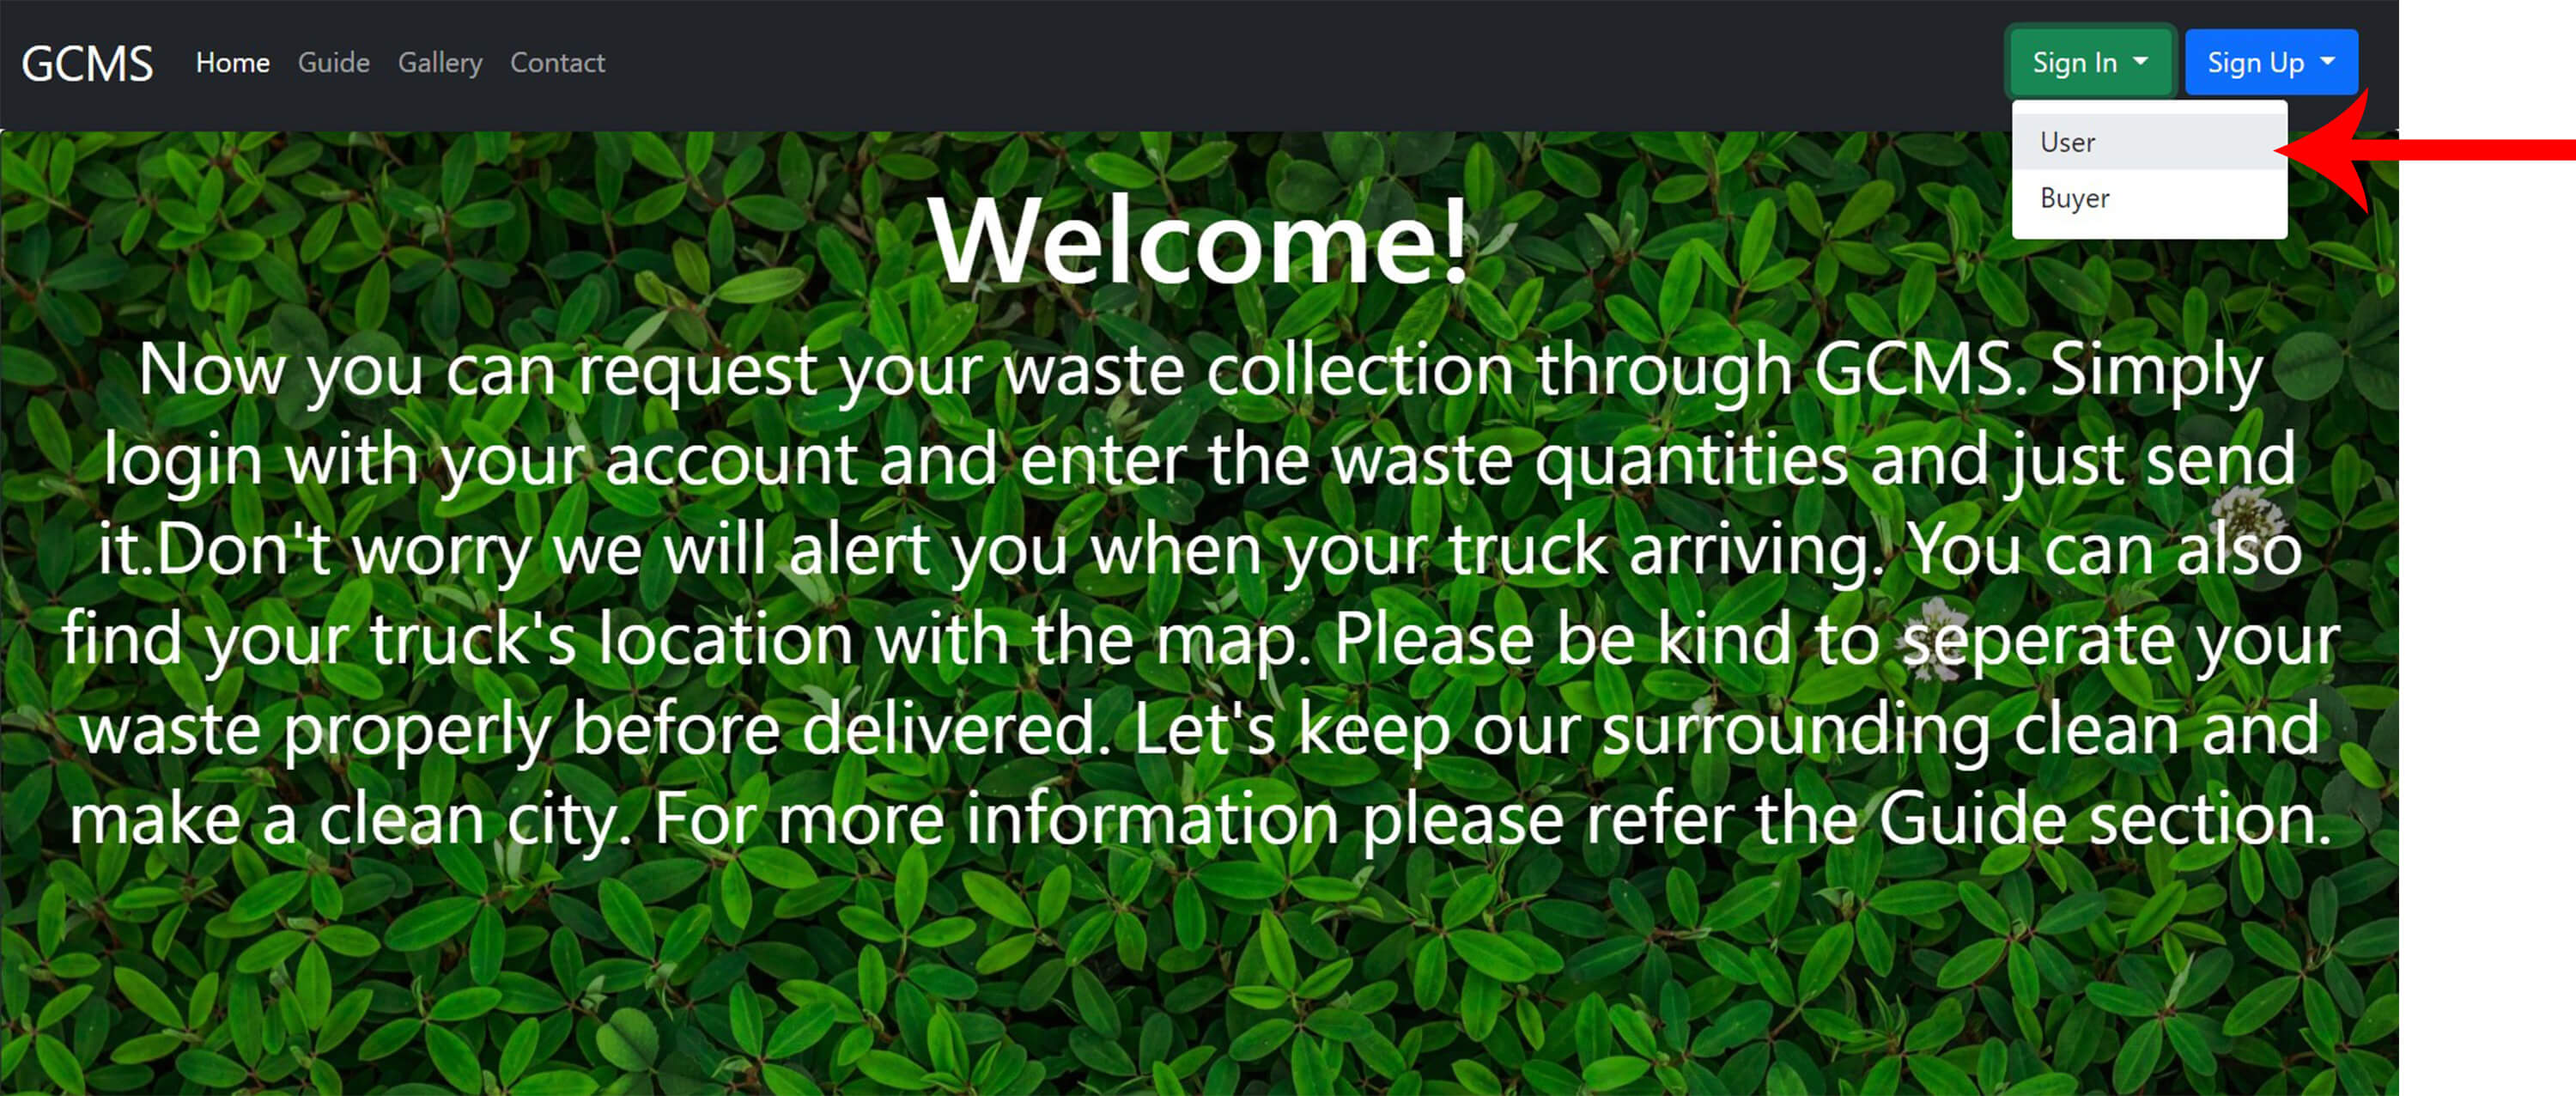 GCMS Home Guide Gallery Contact Sign In Sign Up
User
Buyer
Welcome!
Now you can request your waste collection through GCMS. Simply
login with your account and enter the waste quantities and just send
it.Don't worry we will alert you when your truck arriving. You can also
find your truck's location with the map. Please be kind to seperate your
waste properly before delivered. Let's keep our surrounding clean and
make a clean city. For more information please refer the Guide section.